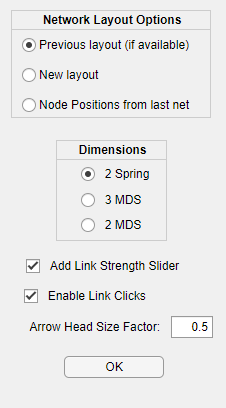 Network Layout Options
Previous layout (if available)
New layout
Node Positions from last net
Dimensions
2 Spring
3 MDS
2 MDS
Add Link Strength Slider
Enable Link Clicks
Arrow Head Size Factor: 0.5
OK